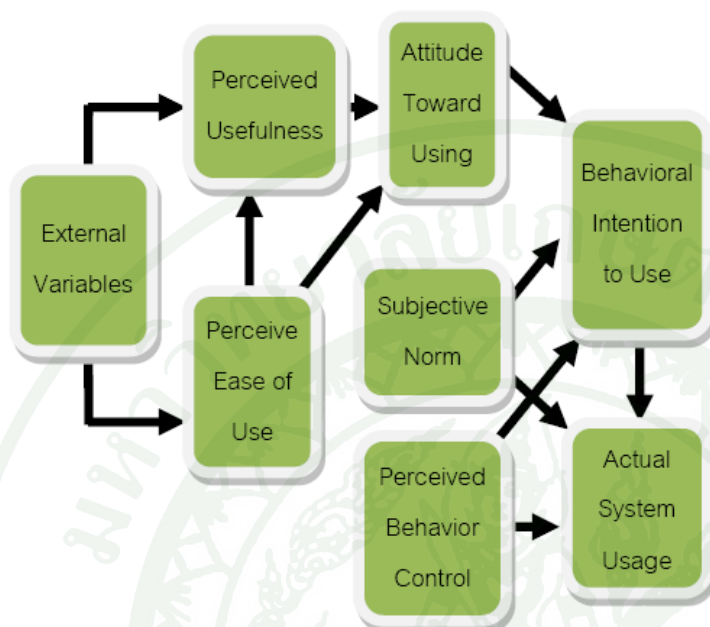 Perceived
Usefulness
Attitude
Toward
Using
External
Variables
Perceive
Ease of
Use
Subjective
Norm
Behavioral
Intention
to Use
Perceived
Behavior
Control
Actual
System
Usage